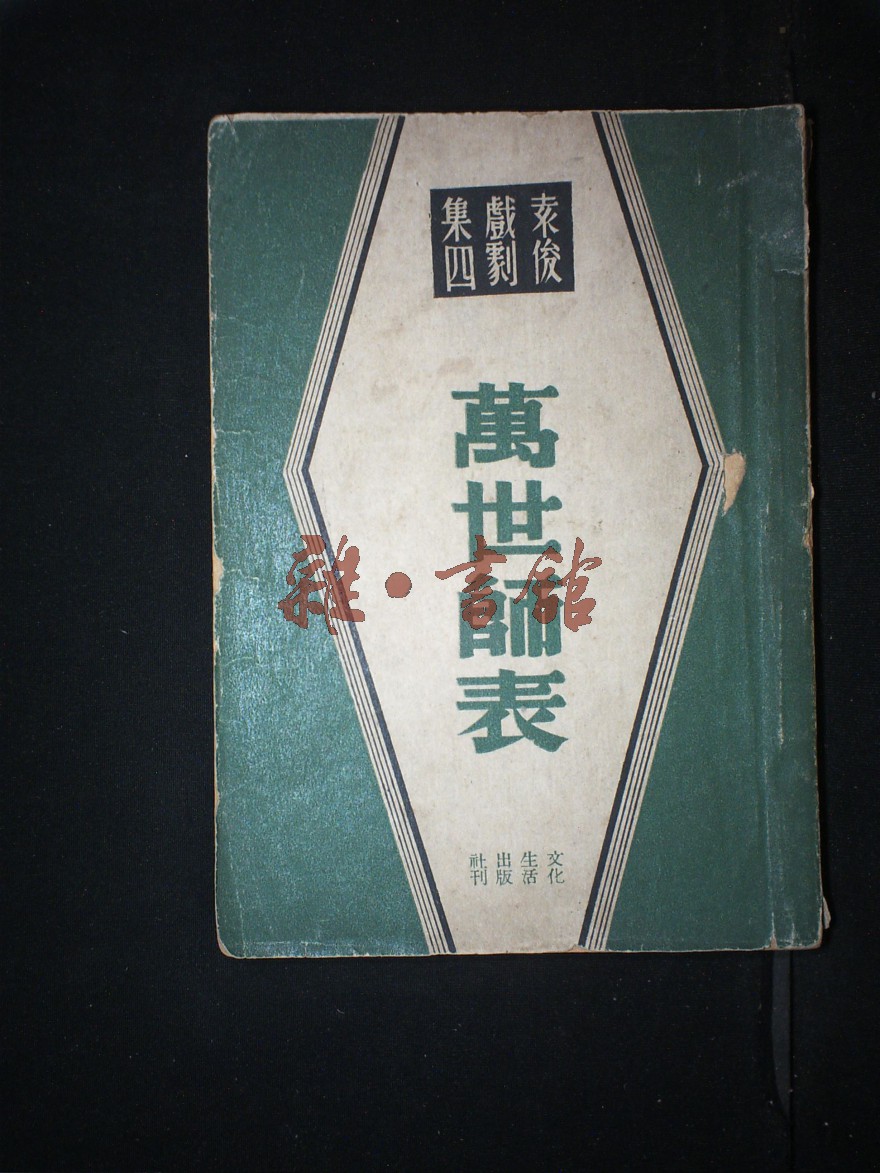 袁俊
戲劇
集四
萬世師表
文化
生活
出版
社刊
雜·書舘